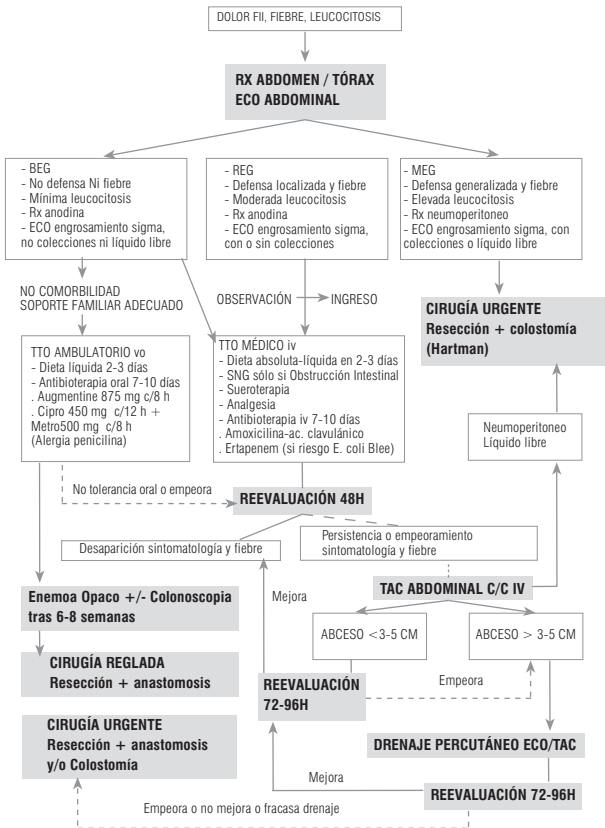 DOLOR FII, FIEBRE, LEUCOCITOSIS
RX ABDOMEN / TÓRAX
ECO ABDOMINAL
- BEG
- No defensa Ni fiebre
- Mínima leucocitosis
- Rx anodina
- ECO engrosamiento sigma,
no colecciones ni líquido libre
- REG
- Defensa localizada y fiebre
- Moderada leucocitosis
- Rx anodina
- ECO engrosamiento sigma,
con o sin colecciones
- MEG
- Defensa generalizada y fiebre
- Elevada leucocitosis
- Rx neumoperitoneo
- ECO engrosamiento sigma, con
colecciones o líquido libre
NO COMORBILIDAD
SOPORTE FAMILIAR ADECUADO
OBSERVACIÓN
INGRESO
CIRUGÍA URGENTE
Resección + colostomía
(Hartman)
TTO AMBULATORIO vo
- Dieta líquida 2-3 días
- Antibioterapia oral 7-10 días
. Augmentine 875 mg c/8 h
. Cipro 450 mg c/12 h +
Metro500 mg c/8 h
(Alergia penicilina)
TTO MÉDICO iv
- Dieta absoluta-líquida en 2-3 días
- SNG sólo si Obstrucción Intestinal
- Sueroterapia
- Analgesia
- Antibioterapia iv 7-10 días
. Amoxicilina-ac. clavulánico
. Ertapenem (si riesgo E. coli Blee)
Neumoperitoneo
Líquido libre
No tolerancia oral o empeora
REEVALUACIÓN 48H
Desaparición sintomatología y fiebre
Persistencia o empeoramiento
sintomatología y fiebre
Enemoa Opaco +/- Colonoscopia
tras 6-8 semanas
Mejora
TAC ABDOMINAL C/C IV
ABCESO <3-5 CM
ABCESO > 3-5 CM
CIRUGÍA REGLADA
Resección + anastomosis
REEVALUACIÓN
72-96H
Empeora
CIRUGÍA URGENTE
Resección + anastomosis
y/o Colostomía
DRENAJE PERCUTÁNEO ECO/TAC
Mejora
REEVALUACIÓN 72-96H
Empeora o no mejora o fracasa drenaje